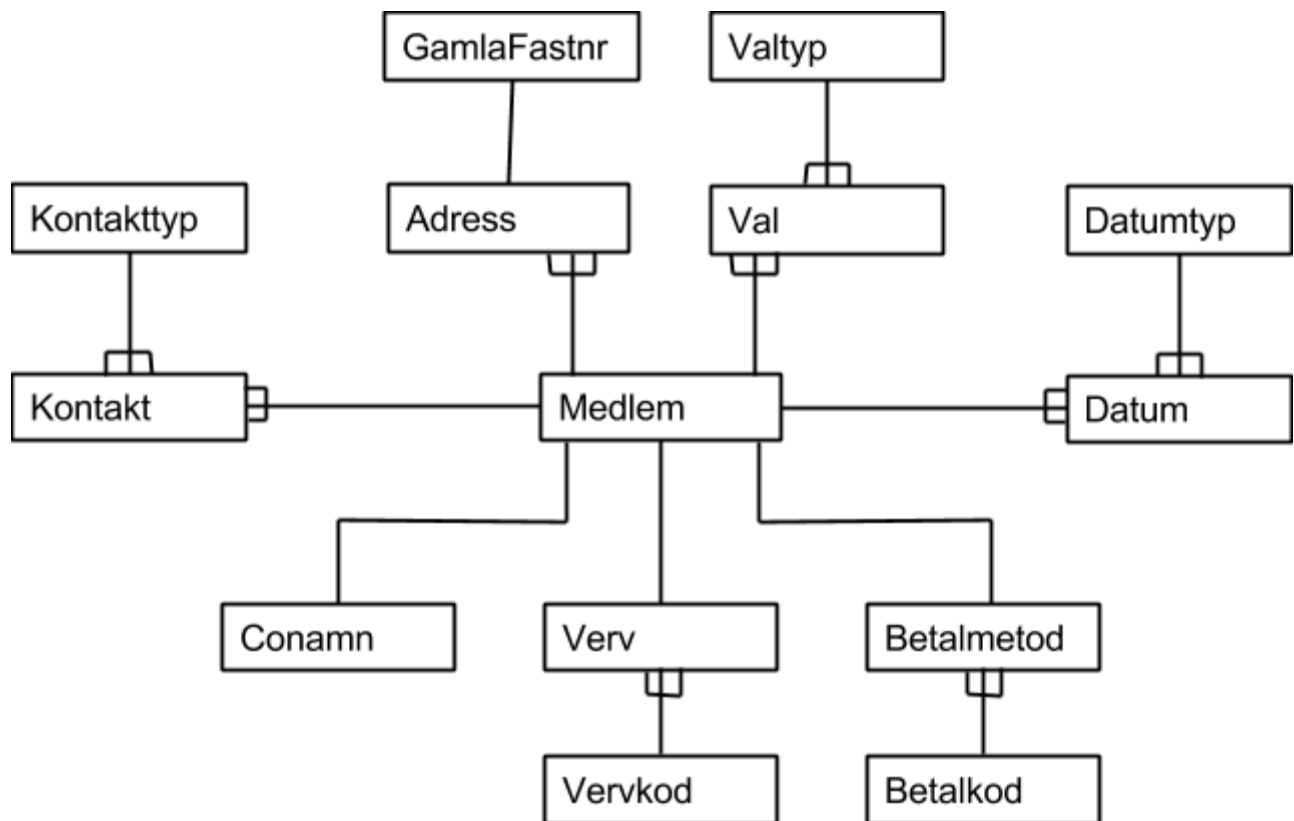 GamlaFastnr
Valtyp
Kontakttyp
Adress
Val
Datumtyp
Kontakt
Medlem
Datum
Conamn
Verv
Betalmetod
Vervkod
Betalkod